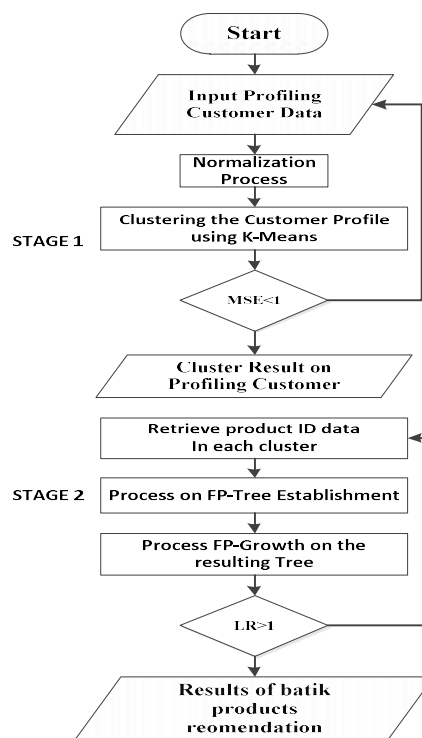 Start
Input Profiling
Customer Data
Normalization
Process
Clustering the Customer Profile
using K-Means
STAGE 1
MSE<1
Cluster Result on
Profiling Customer
Retrieve product ID data
In each cluster
STAGE 2
Process on FP-Tree Establishment
Process FP-Growth on the
resulting Tree
LR>1
Results of batik
products
reomendation